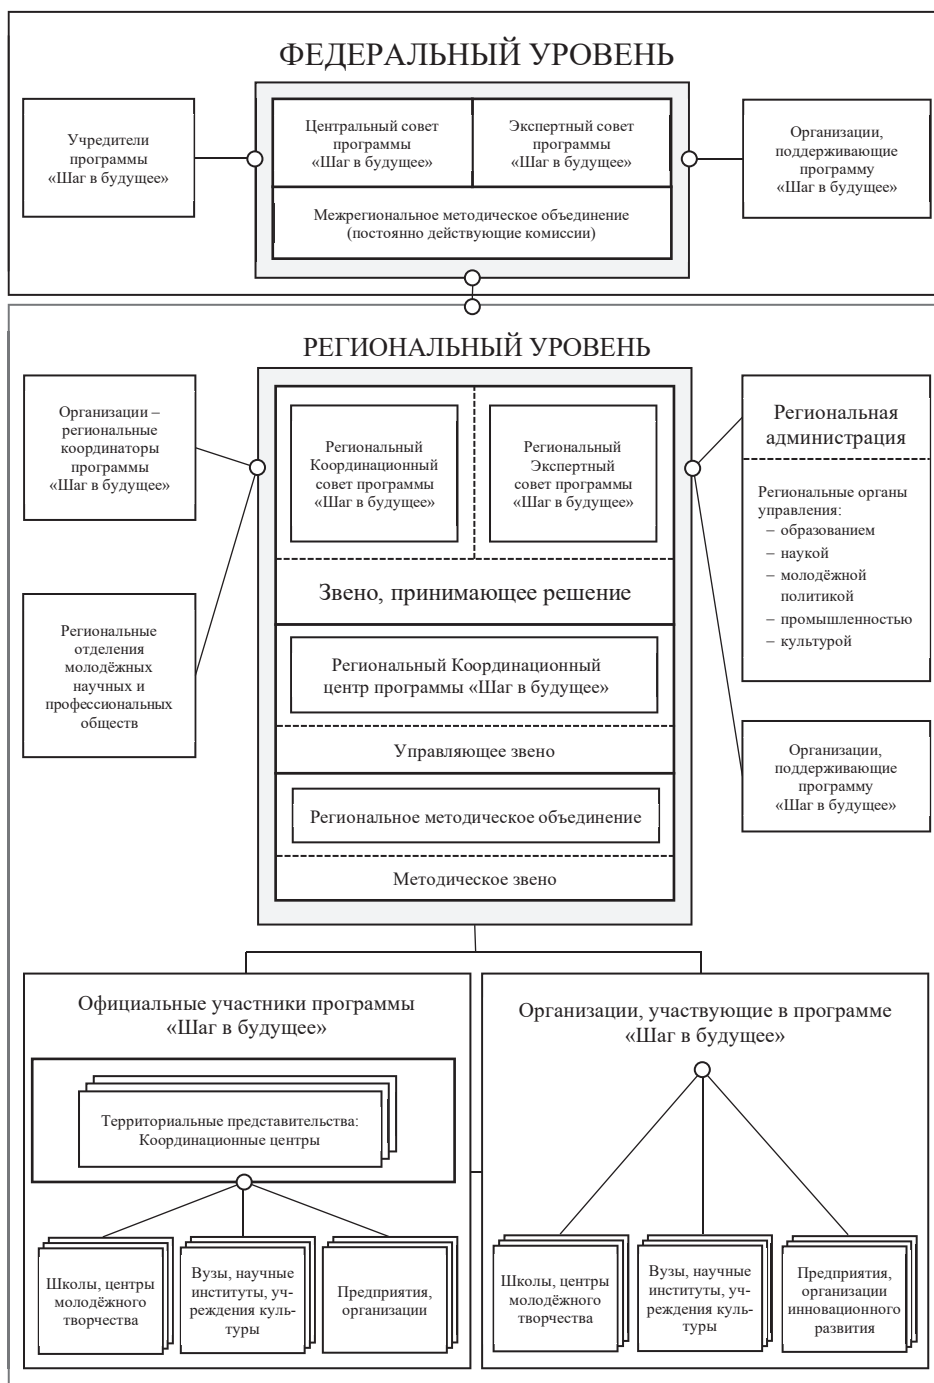 ФЕДЕРАЛЬНЫЙ УРОВЕНЬ
Учредители
программы
«Шаг в будущее»
Центральный совет
программы
«Шаг в будущее»
Экспертный совет
программы
«Шаг в будущее»
Межрегиональное методическое объединение
(постоянно действующие комиссии)
Организации,
поддерживающие
программу
«Шаг в будущее»
РЕГИОНАЛЬНЫЙ УРОВЕНЬ
Организации –
региональные
координаторы
программы
«Шаг в будущее»
Региональные
отделения
молодёжных
научных и
профессиональных
обществ
Региональный
Координационный
совет программы
«Шаг в будущее»
Региональный
Экспертный
совет программы
«Шаг в будущее»
Звено, принимающее решение
Региональный Координационный
центр программы «Шаг в будущее»
Управляющее звено
Региональное методическое объединение
Методическое звено
Региональная
администрация
Региональные органы
управления:
– образованием
– наукой
– молодёжной
политикой
– промышленностью
– культурой
Организации,
поддерживающие
программу
«Шаг в будущее»
Официальные участники программы
«Шаг в будущее»
Территориальные представительства:
Координационные центры
Школы, центры
молодёжного
творчества
Вузы, научные
институты, уч-
реждения куль-
туры
Предприятия,
организации
Организации, участвующие в программе
«Шаг в будущее»
Школы, центры
молодёжного
творчества
Вузы, научные
институты, уч-
реждения куль-
туры
Предприятия,
организации
инновационного
развития